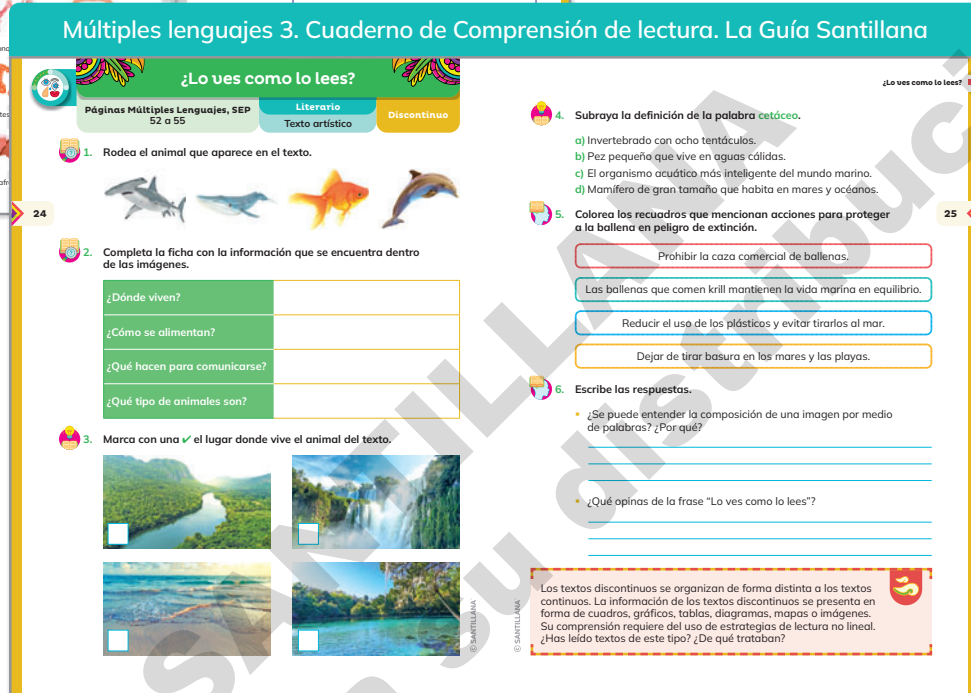 Múltiples lenguajes 3. Cuaderno de Comprensión de lectura. La Guía Santillana
¿Lo ves como lo lees?
Páginas Múltiples Lenguajes, SEP
52 a 55
Literario
Texto artístico
Discontinuo
1. Rodea el animal que aparece en el texto.
24
2. Completa la ficha con la información que se encuentra dentro
de las imágenes.
¿Dónde viven?
¿Cómo se alimentan?
¿Qué hacen para comunicarse?
¿Qué tipo de animales son?
3. Marca con una ✔ el lugar donde vive el animal del texto.
© SANTILLANA
¿Lo ves como lo lees?
4. Subraya la definición de la palabra cetáceo.
a) Invertebrado con ocho tentáculos.
b) Pez pequeña que vive en aguas cálidas.
c) El organismo acuático más inteligente del mundo marino.
d) Mamífero de gran tamaño que habita en mares y océanos.
25
5. Colorea los recuadros que mencionan acciones para proteger
a la ballena en peligro de extinción.
Prohibir la caza comercial de ballenas.
Las ballenas que comen krill mantienen la vida marina en equilibrio.
Reducir el uso de los plásticos y evitar tirarlos al mar.
Dejar de tirar basura en los mares y las playas.
6. Escribe las respuestas.
• ¿Se puede entender la composición de una imagen por medio
de palabras? ¿Por qué?
• ¿Qué opinas de la frase “Lo ves como lo lees”?
Los textos discontinuos se organizan de forma distinta a los textos
continuos. La información de los textos discontinuos se presenta en
forma de cuadros, gráficos, tablas, diagramas, mapas o imágenes.
Su comprensión requiere del uso de estrategias de lectura no lineal.
¿Has leído textos de este tipo? ¿De qué trataban?
© SANTILLANA
SANTILLANA
su distribuc